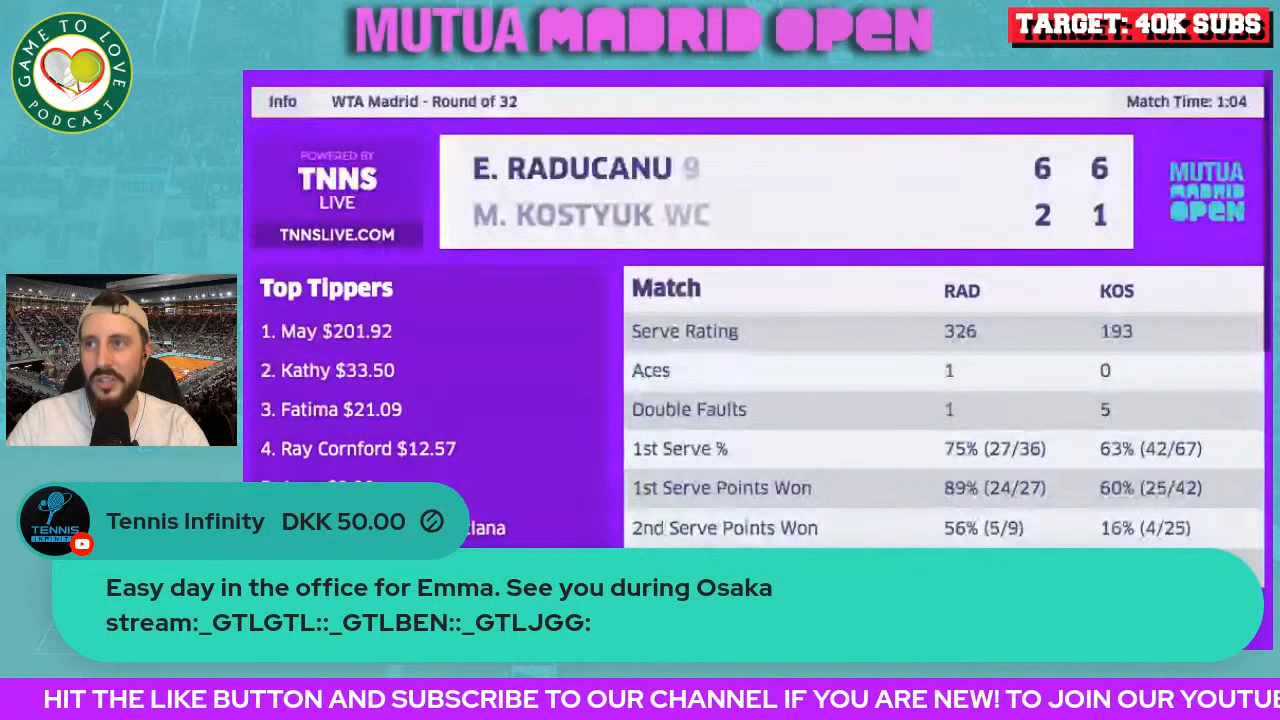 GAME TO LOVE
PODCAST
MUTUA MADRID OPEN
TARGET: 40K SUBS
Info WTA Madrid - Round of 32 Match Time: 1:04
POWERED BY
TNNS
LIVE
TNNSLIVE.COM
E. RADUCANU 9 6 6
M. KOSTYUK WC 2 1
MUTUA
MADRID
OPEN
Top Tippers
1. May $201.92
2. Kathy $33.50
3. Fatima $21.09
4. Ray Cornford $12.57
Match RAD KOS
Serve Rating 326 193
Aces 1 0
Double Faults 1 5
1st Serve % 75% (27/36) 63% (42/67)
1st Serve Points Won 89% (24/27) 60% (25/42)
2nd Serve Points Won 56% (5/9) 16% (4/25)
TENNIS
INFINITY
Tennis Infinity DKK 50.00
Easy day in the office for Emma. See you during Osaka
stream:_GTLGTL::_GTLBEN::_GTLJGG:
HIT THE LIKE BUTTON AND SUBSCRIBE TO OUR CHANNEL IF YOU ARE NEW! TO JOIN OUR YOUTUBE